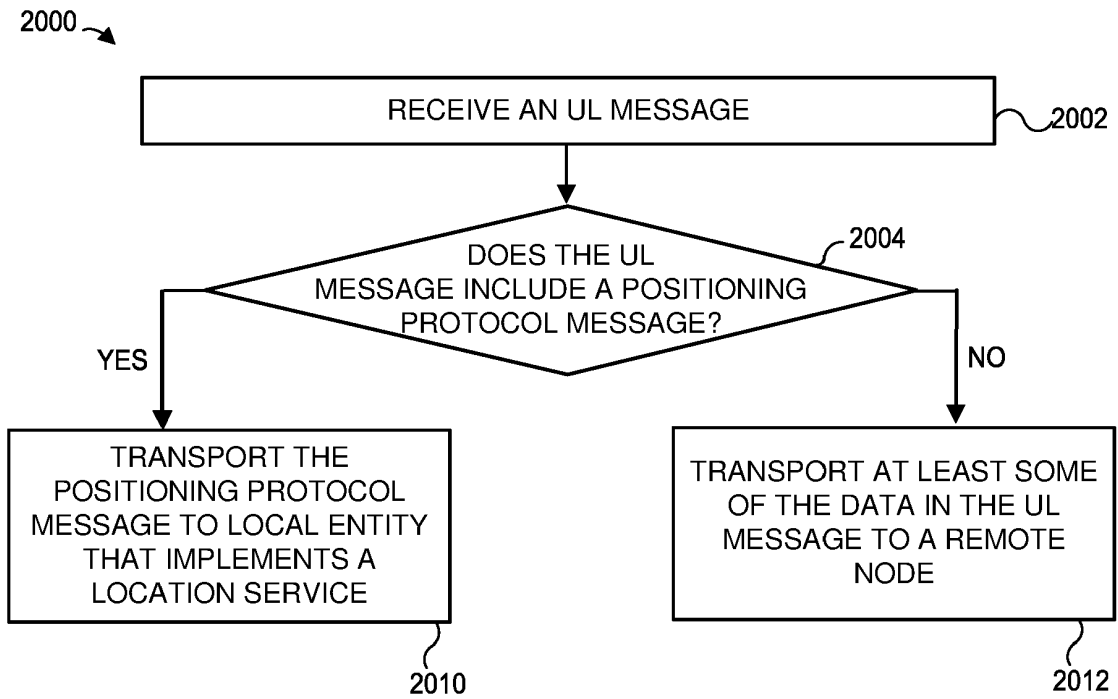 2000
RECEIVE AN UL MESSAGE
2002
DOES THE UL
MESSAGE INCLUDE A POSITIONING
PROTOCOL MESSAGE?
2004
YES
NO
TRANSPORT THE
POSITIONING PROTOCOL
MESSAGE TO LOCAL ENTITY
THAT IMPLEMENTS A
LOCATION SERVICE
2010
TRANSPORT AT LEAST SOME
OF THE DATA IN THE UL
MESSAGE TO A REMOTE
NODE
2012